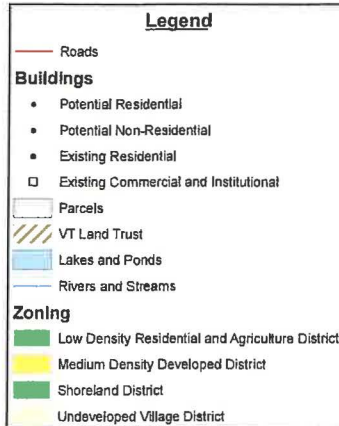 Legend
Roads
Buildings
Potential Residential
Potential Non-Residential
Existing Residential
Existing Commercial and Institutional
Parcels
VT Land Trust
Lakes and Ponds
Rivers and Streams
Zoning
Low Density Residential and Agriculture District
Medium Density Developed District
Shoreland District
Undeveloped Village District